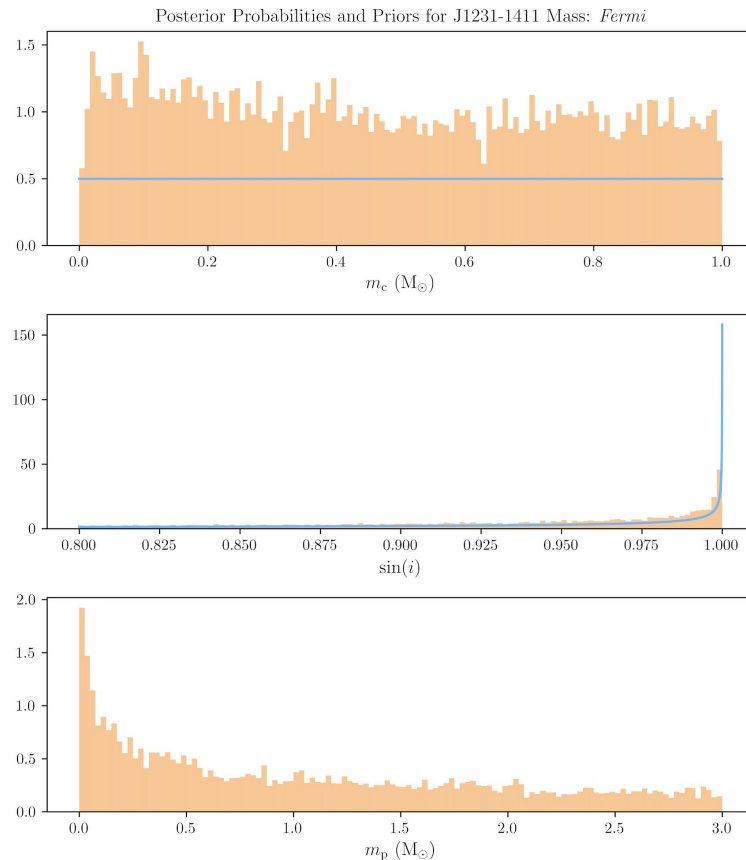 Posterior Probabilities and Priors for J1231-1411 Mass: Fermi
1.5
1.0
0.5
0.0
0.0 0.2 0.4 0.6 0.8 1.0
m_c (M_⊙)
150
100
50
0
0.800 0.825 0.850 0.875 0.900 0.925 0.950 0.975 1.000
sin(i)
2.0
1.5
1.0
0.5
0.0
0.0 0.5 1.0 1.5 2.0 2.5 3.0
m_p (M_⊙)